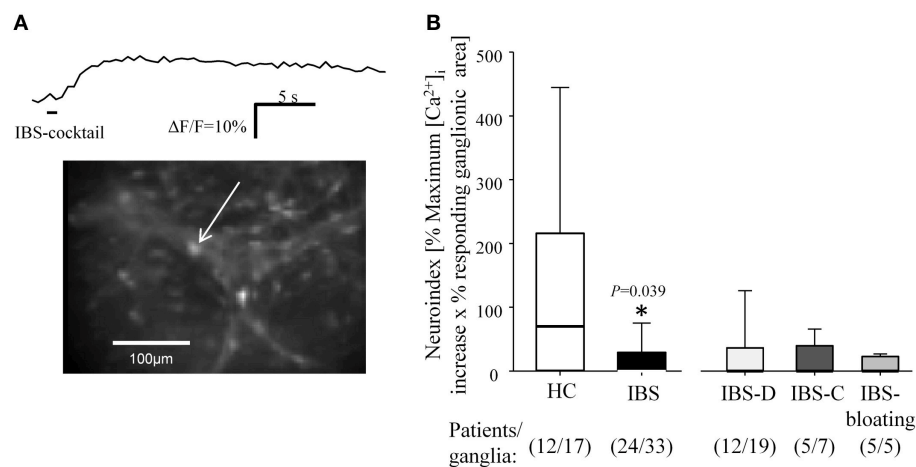 A
5 s
IBS-cocktail
ΔF/F=10%
100µm
B
Neuroindex [% Maximum [Ca²⁺]ᵢ
increase x % responding ganglionic area]
500
400
300
200
100
0
P=0.039
*
HC
IBS
IBS-D
IBS-C
IBS-
bloating
Patients/
ganglia:
(12/17)
(24/33)
(12/19)
(5/7)
(5/5)